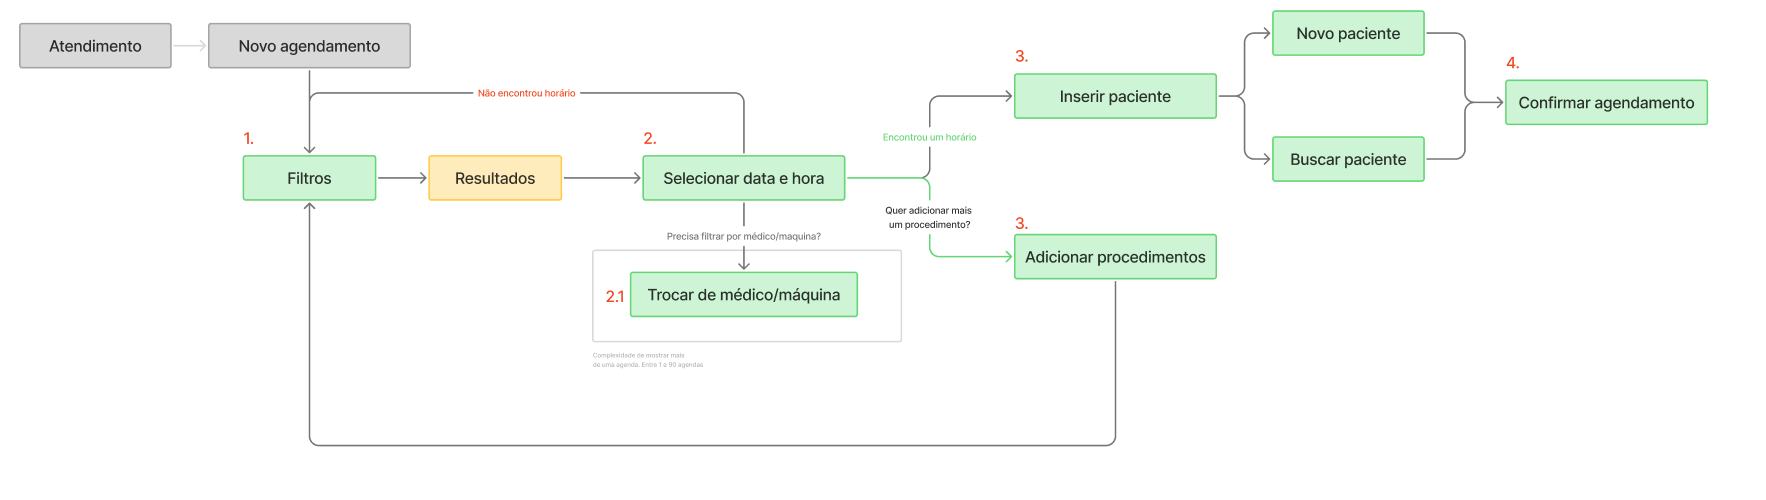 Atendimento
Novo agendamento
Não encontrou horário
1.
Filtros
Resultados
2.
Selecionar data e hora
Precisa filtrar por médico/maquina?
2.1
Trocar de médico/máquina
Complexidade de mostrar mais
de uma agenda. Entre 1 e 90 agendas
Encontrou um horário
Quer adicionar mais
um procedimento?
3.
Inserir paciente
3.
Adicionar procedimentos
Novo paciente
Buscar paciente
4.
Confirmar agendamento